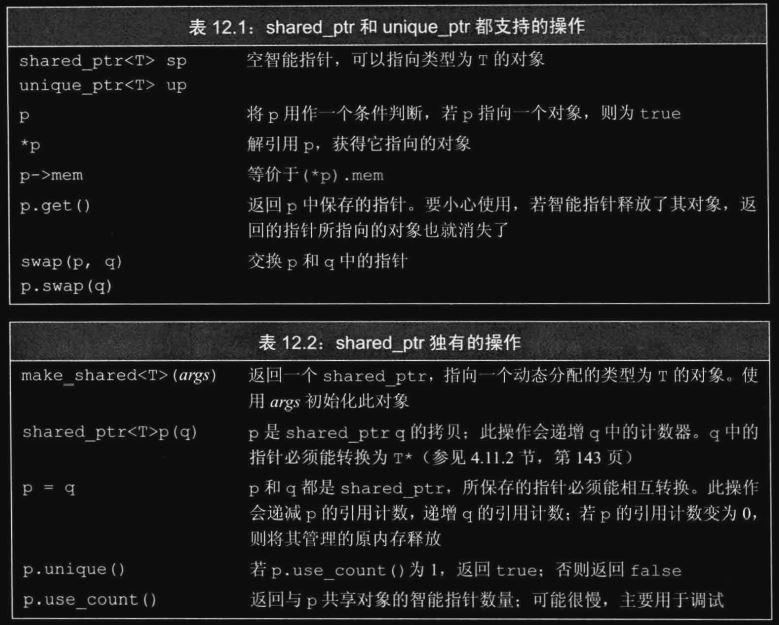 表 12.1：shared_ptr 和 unique_ptr 都支持的操作
shared_ptr<T> sp 空智能指针，可以指向类型为 T 的对象
unique_ptr<T> up
p 将 p 用作一个条件判断，若 p 指向一个对象，则为 true
*p 解引用 p，获得它指向的对象
p->mem 等价于(*p).mem
p.get() 返回 p 中保存的指针。要小心使用，若智能指针释放了其对象，返
回的指针所指向的对象也就消失了
swap(p, q) 交换 p 和 q 中的指针
p.swap(q)
表 12.2：shared_ptr 独有的操作
make_shared<T>(args) 返回一个 shared_ptr，指向一个动态分配的类型为 T 的对象。使
用 args 初始化此对象
shared_ptr<T>p(q) p 是 shared_ptr q 的拷贝；此操作会递增 q 中的计数器。q 中的
指针必须能转换为 T*（参见 4.11.2 节，第 143 页）
p = q p 和 q 都是 shared_ptr，所保存的指针必须能相互转换。此操作
会递减 p 的引用计数，递增 q 的引用计数；若 p 的引用计数变为 0，
则将其管理的原内存释放
p.unique() 若 p.use_count()为 1，返回 true；否则返回 false
p.use_count() 返回与 p 共享对象的智能指针数量；可能很慢，主要用于调试